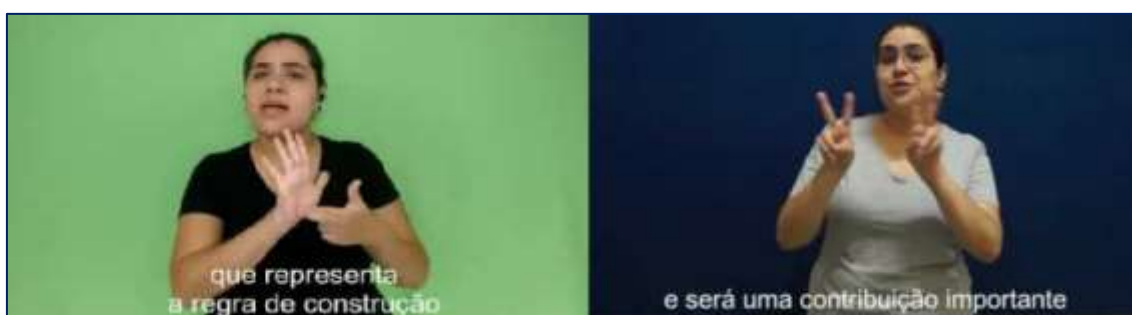 que representa
a regra de construção
e será uma contribuição importante